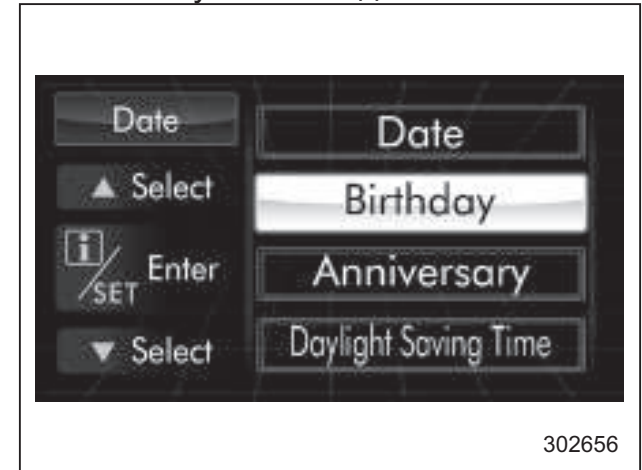 Date
▲ Select
i/SET Enter
▼ Select
Date
Birthday
Anniversary
Daylight Saving Time
302656